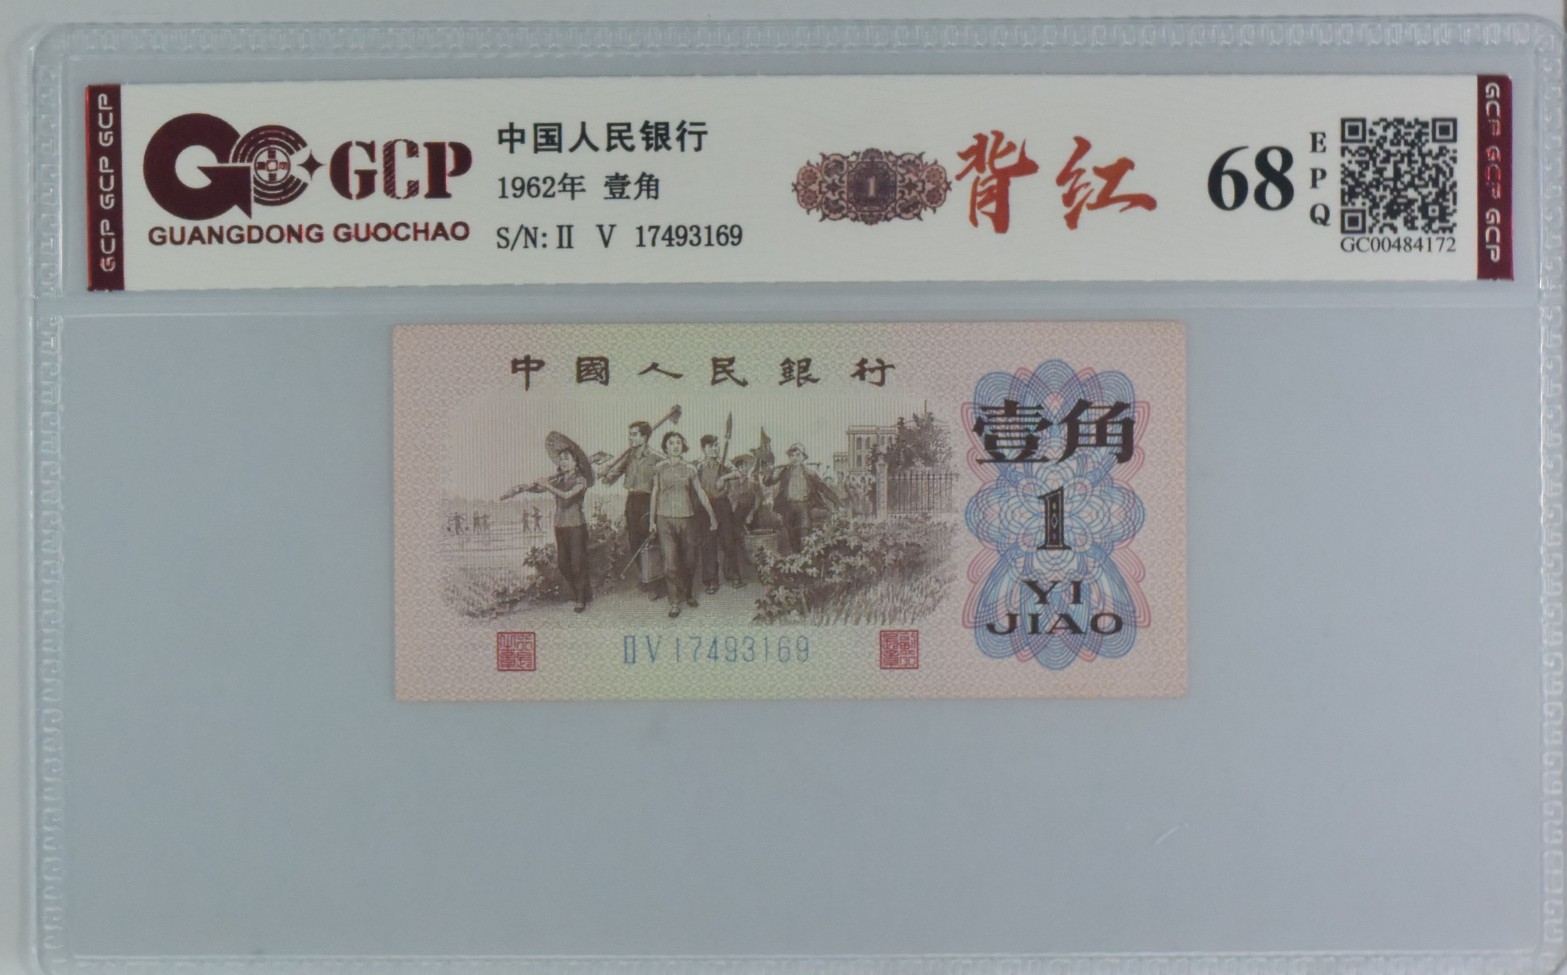 GCP GCP GCP
GCP
GUANGDONG GUOCHAO
中国人民银行
1962年 壹角
S/N: II V 17493169
1
背红
68
E
P
Q
GC00484172
GCP GCP GCP
中國人民銀行
壹角
1
YI
JIAO
II V 17493169